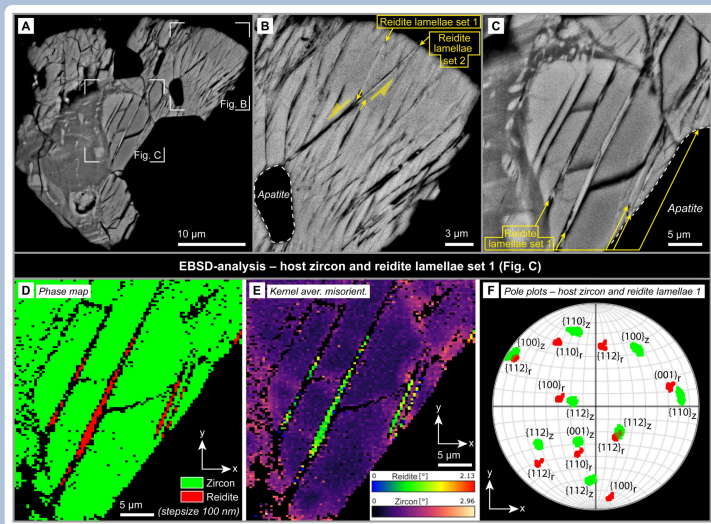 A
Fig. B
Fig. C
10 µm
B
Reidite lamellae set 1
Reidite
lamellae
set 2
Apatite
3 µm
C
Reidite
lamellae set 1
Apatite
5 µm
EBSD-analysis – host zircon and reidite lamellae set 1 (Fig. C)
D
Phase map
y
x
Zircon
Reidite
5 µm
(stepsize 100 nm)
E
Kernel aver. misorient.
y
x
5 µm
0 Reidite [°] 2.13
0 Zircon [°] 2.96
F
Pole plots – host zircon and reidite lamellae 1
{110}z
{100}z
{100}z
{110}r
{112}r
{112}r
{100}r
(001)r
{112}z
{110}z
{112}z
(001)z
{112}z
{112}r
{112}r
{110}r
{112}z
{100}r
y
x